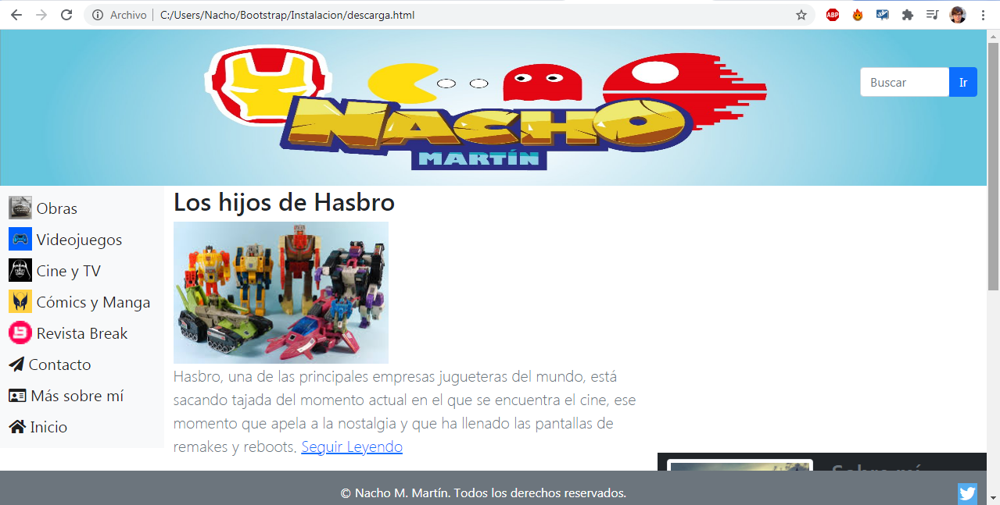 Archivo
C:/Users/Nacho/Bootstrap/Instalacion/descarga.html
ABP
NACHO
MARTÍN
Buscar
Ir
Obras
Videojuegos
Cine y TV
Cómics y Manga
Revista Break
Contacto
Más sobre mí
Inicio
Los hijos de Hasbro
Hasbro, una de las principales empresas jugueteras del mundo, está
sacando tajada del momento actual en el que se encuentra el cine, ese
momento que apela a la nostalgia y que ha llenado las pantallas de
remakes y reboots. Seguir Leyendo
Sobre mí
© Nacho M. Martín. Todos los derechos reservados.